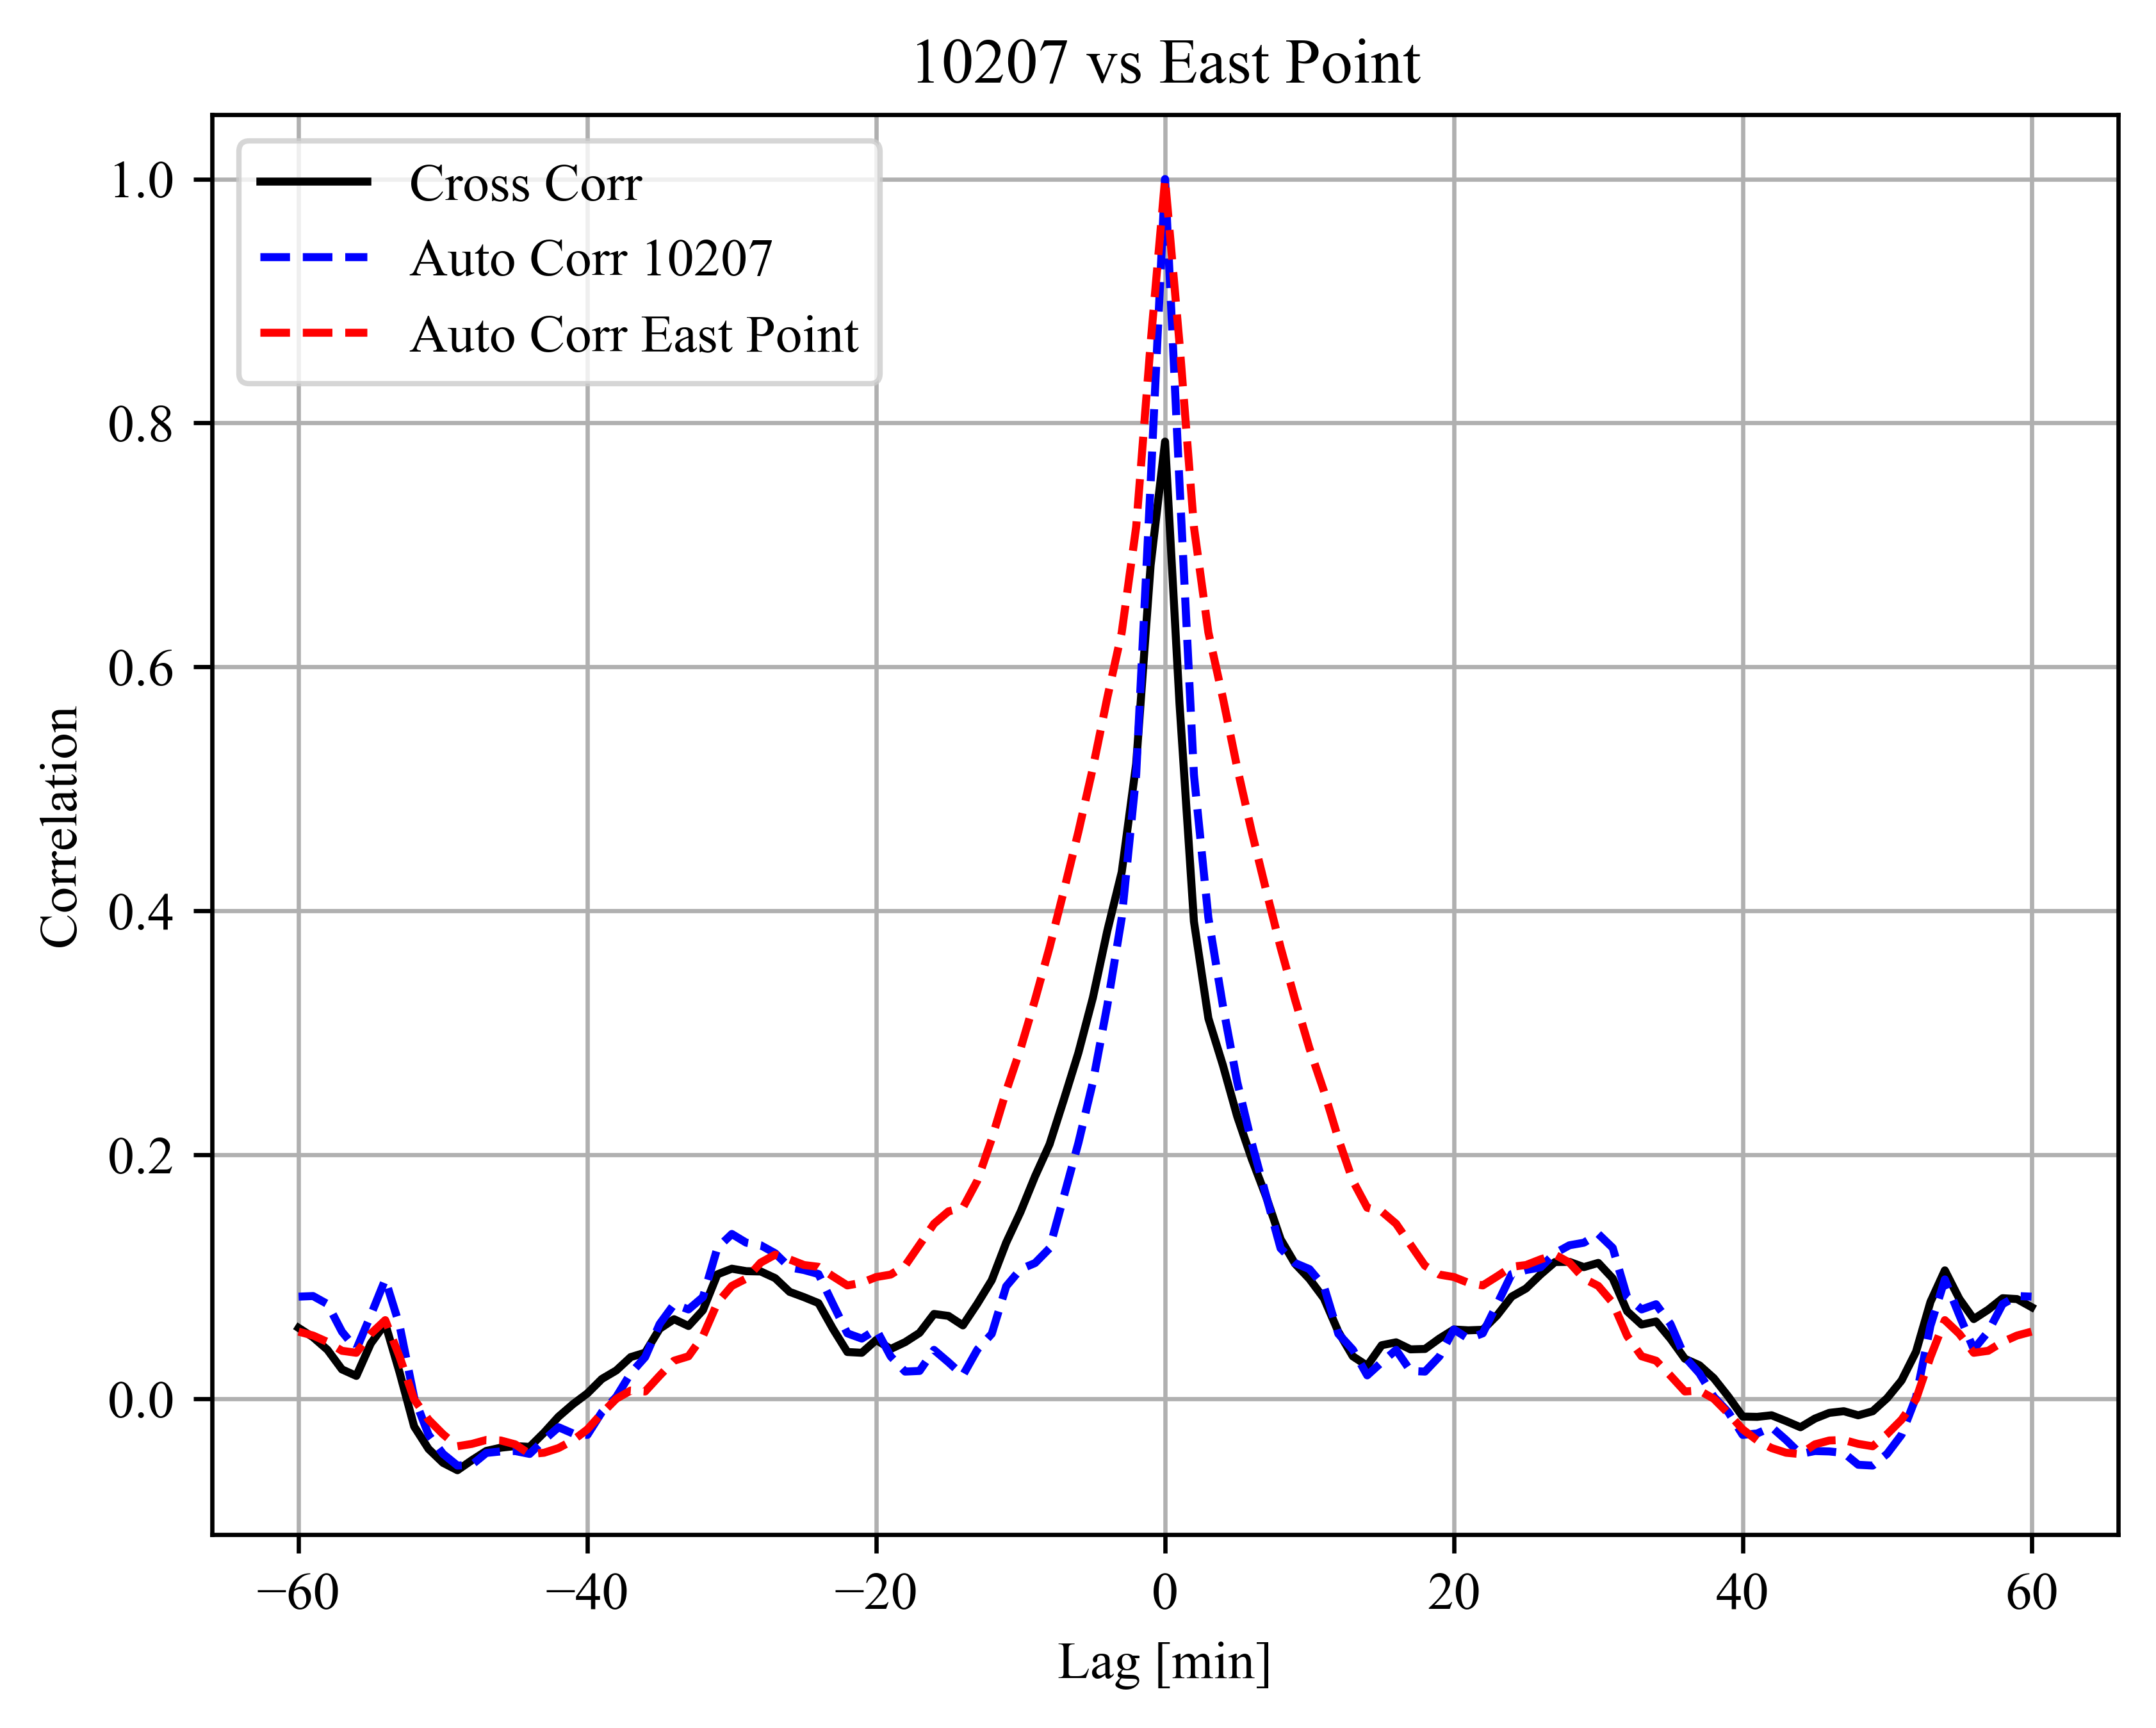 10207 vs East Point
Cross Corr
Auto Corr 10207
Auto Corr East Point
1.0
0.8
0.6
0.4
0.2
0.0
Correlation
−60 −40 −20 0 20 40 60
Lag [min]